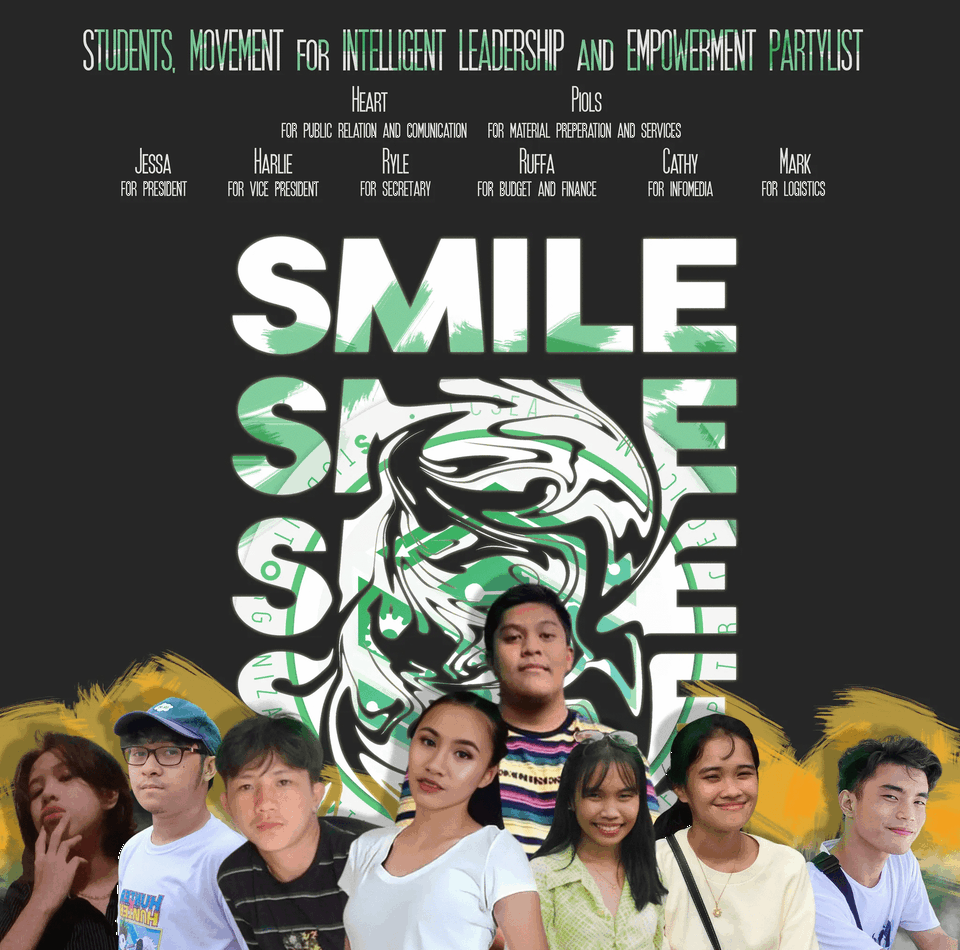 STUDENTS, MOVEMENT FOR INTELLIGENT LEADERSHIP AND EMPOWERMENT PARTYLIST
HEART PIOLS
FOR PUBLIC RELATION AND COMUNICATION FOR MATERIAL PREPERATION AND SERVICES
JESSA HARLIE RYLE RUFFA CATHY MARK
FOR PRESIDENT FOR VICE PRESIDENT FOR SECRETARY FOR BUDGET AND FINANCE FOR INFOMEDIA FOR LOGISTICS
SMILE
SMILE